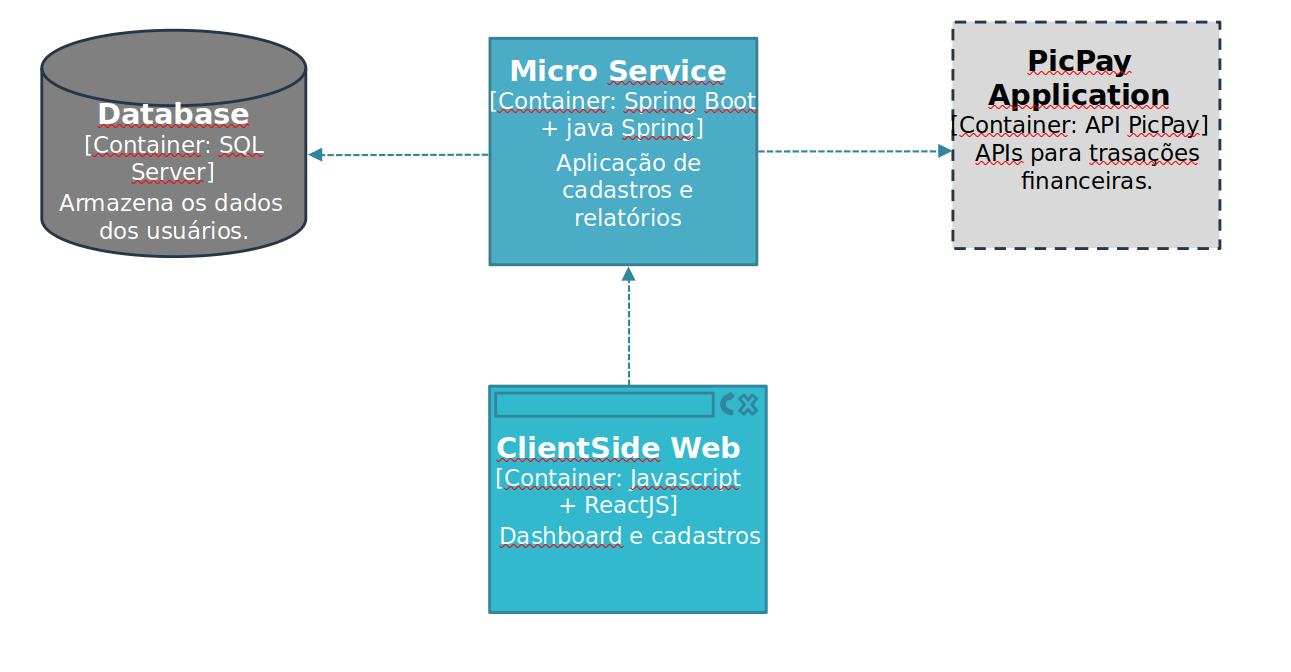 Database
[Container: SQL
Server]
Armazena os dados
dos usuários.
Micro Service
[Container: Spring Boot
+ java Spring]
Aplicação de
cadastros e
relatórios
PicPay
Application
[Container: API PicPay]
APIs para trasações
financeiras.
ClientSide Web
[Container: Javascript
+ ReactJS]
Dashboard e cadastros